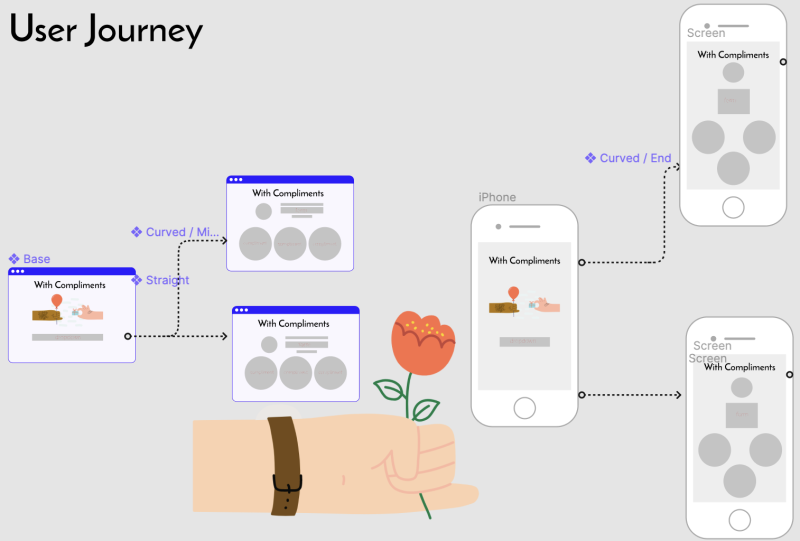 User Journey
Screen
With Compliments
❖ Curved / End
iPhone
With Compliments
❖ Curved / Mi...
With Compliments
❖ Base
With Compliments
❖ Straight
With Compliments
Screen
Screen
With Compliments